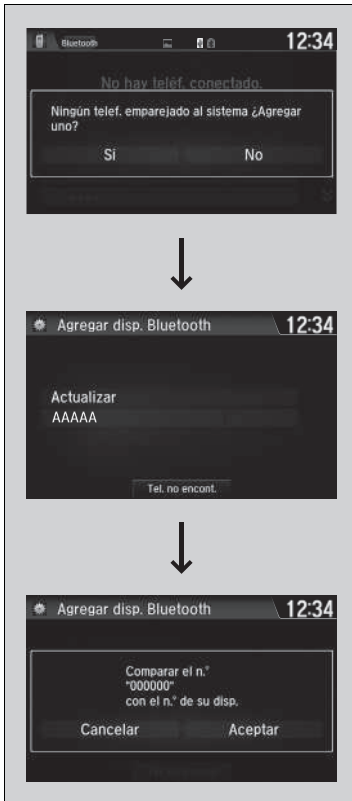 Bluetooth 12:34
No hay teléf. conectado.
Ningún telef. emparejado al sistema ¿Agregar
uno?
Si No
Agregar disp. Bluetooth 12:34
Actualizar
AAAAA
Tel. no encont.
Agregar disp. Bluetooth 12:34
Comparar el n.°
"000000"
con el n.° de su disp.
Cancelar Aceptar